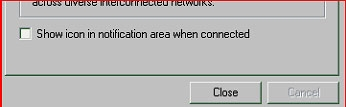 across diverse interconnected networks.
Show icon in notification area when connected
Close
Cancel